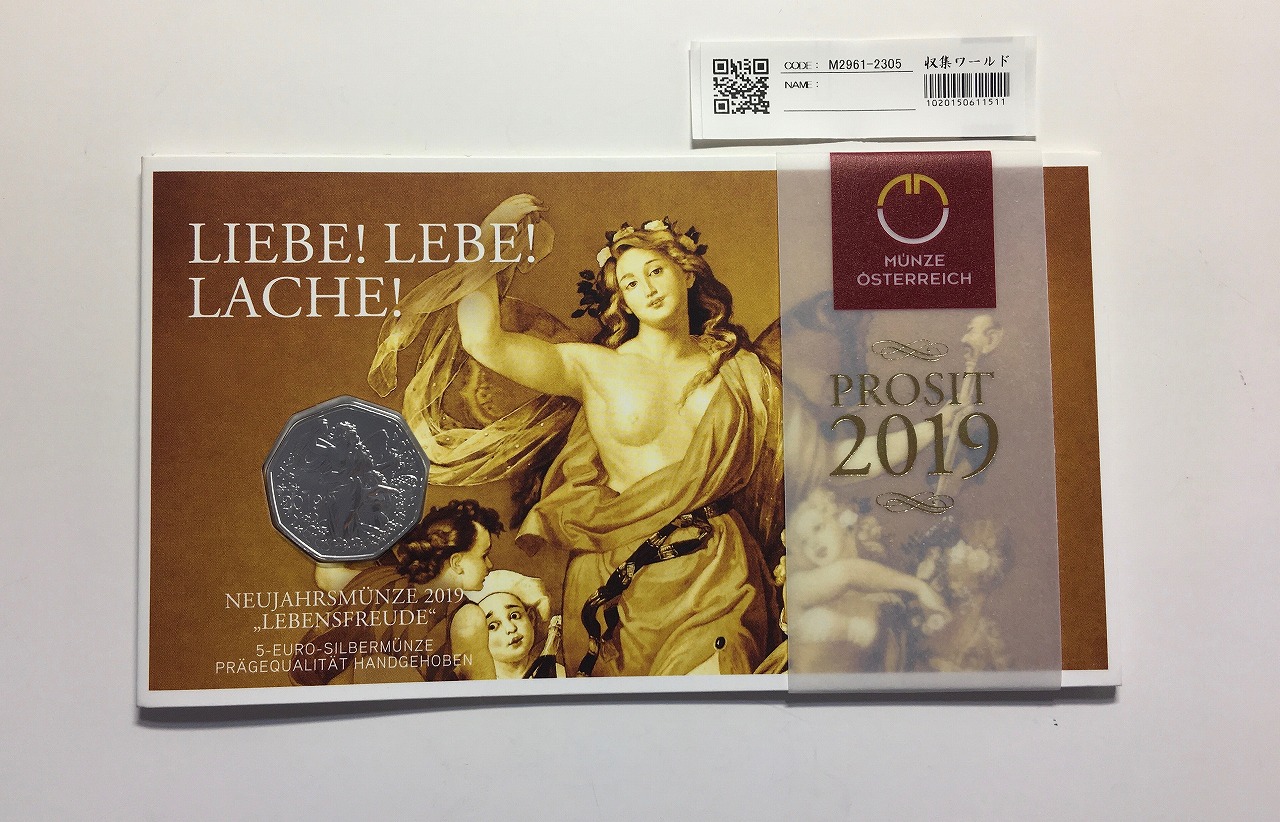 CODE: M2961-2305
NAME:
収集ワールド
1020150611511
LIEBE! LEBE!
LACHE!
MÜNZE
ÖSTERREICH
PROSIT
2019
2019
NEUJAHRSMÜNZE 2019
„LEBENSFREUDE“
5-EURO-SILBERMÜNZE
PRÄGEQUALITÄT HANDGEHOBEN